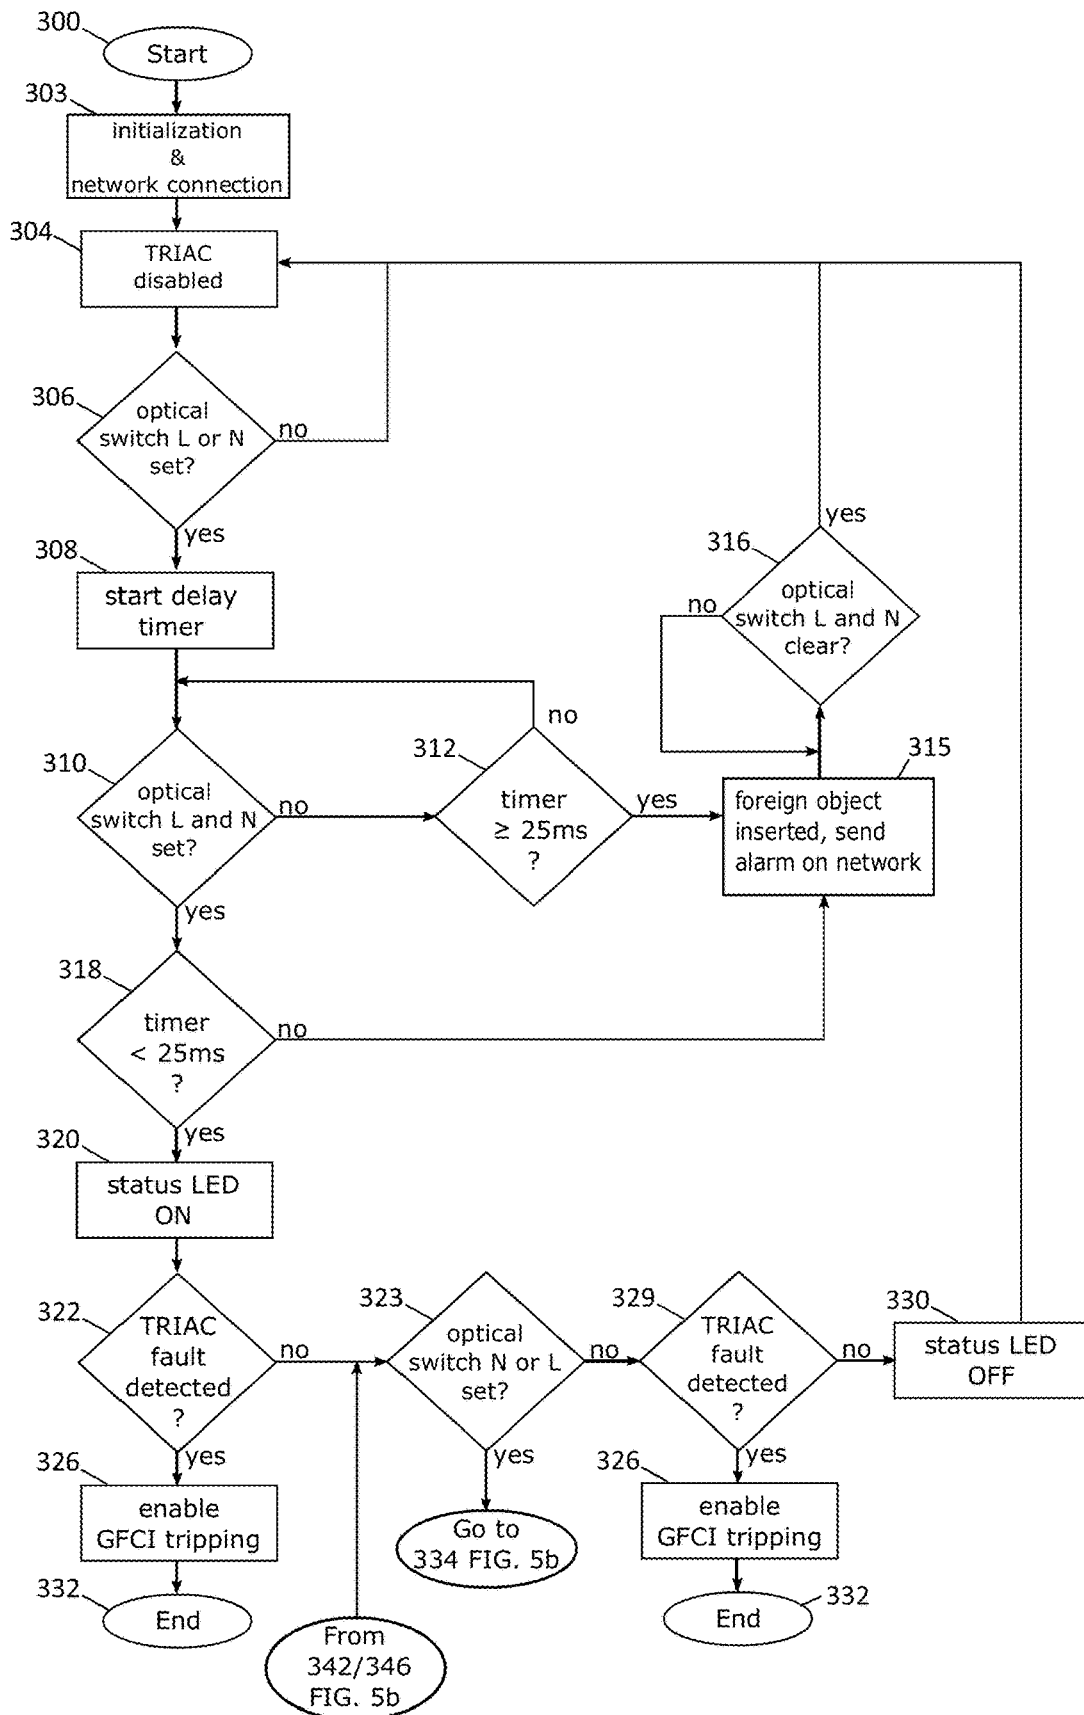 300
Start
303
initialization
&
network connection
304
TRIAC
disabled
306
optical
switch L or N
set?
no
yes
308
start delay
timer
316
yes
optical
switch L and N
clear?
no
310
optical
switch L and N
set?
no
yes
312
no
timer
≥ 25ms
?
yes
315
foreign object
inserted, send
alarm on network
318
timer
< 25ms
?
no
yes
320
status LED
ON
322
TRIAC
fault
detected
?
no
yes
323
optical
switch N or L
set?
no
yes
329
TRIAC
fault
detected
?
no
yes
330
status LED
OFF
326
enable
GFCI tripping
Go to
334 FIG. 5b
326
enable
GFCI tripping
332
End
From
342/346
FIG. 5b
End
332